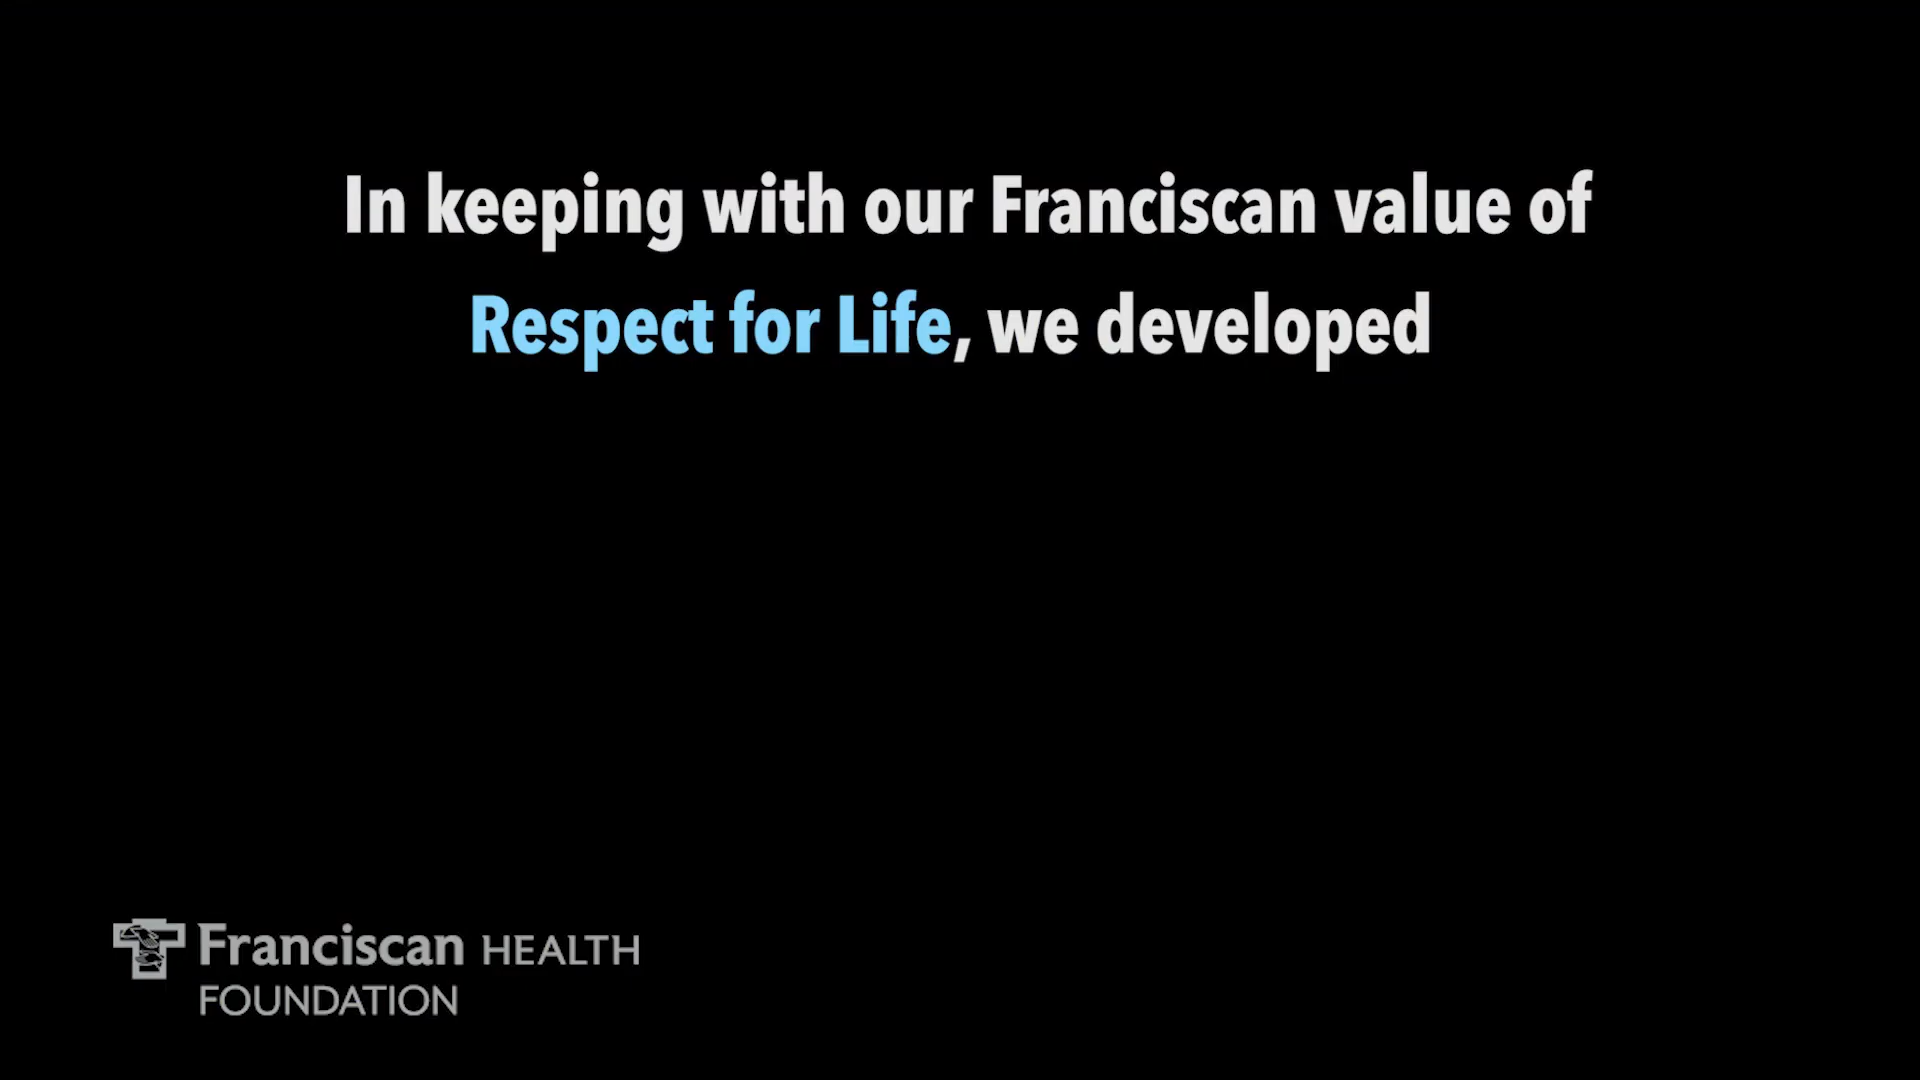 In keeping with our Franciscan value of
Respect for Life, we developed
Franciscan HEALTH
FOUNDATION